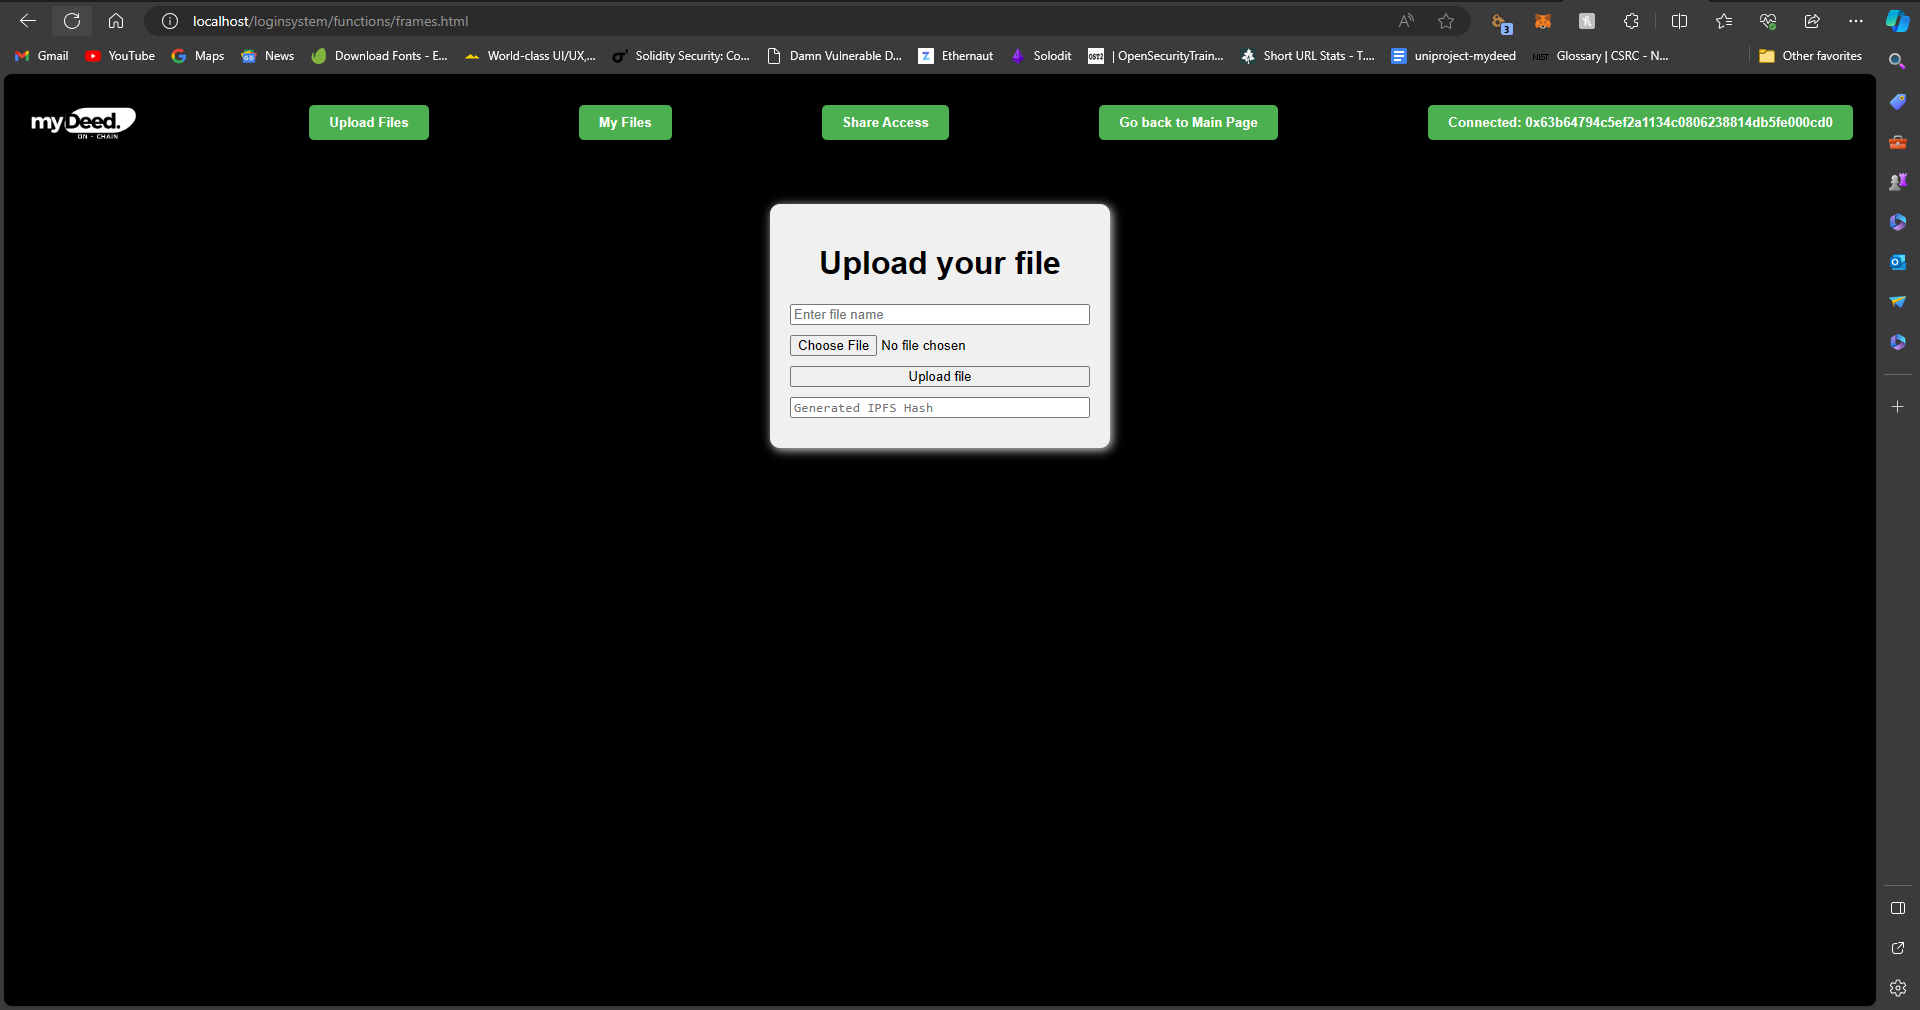 localhost/loginsystem/functions/frames.html
3
Gmail YouTube Maps News Download Fonts - E... World-class UI/UX,... Solidity Security: Co... Damn Vulnerable D... Ethernaut Solodit | OpenSecurityTrain... Short URL Stats - T.... uniproject-mydeed NIST Glossary | CSRC - N... Other favorites
myDeed.
ON - CHAIN
Upload Files
My Files
Share Access
Go back to Main Page
Connected: 0x63b64794c5ef2a1134c0806238814db5fe000cd0
Upload your file
Enter file name
Choose File No file chosen
Upload file
Generated IPFS Hash